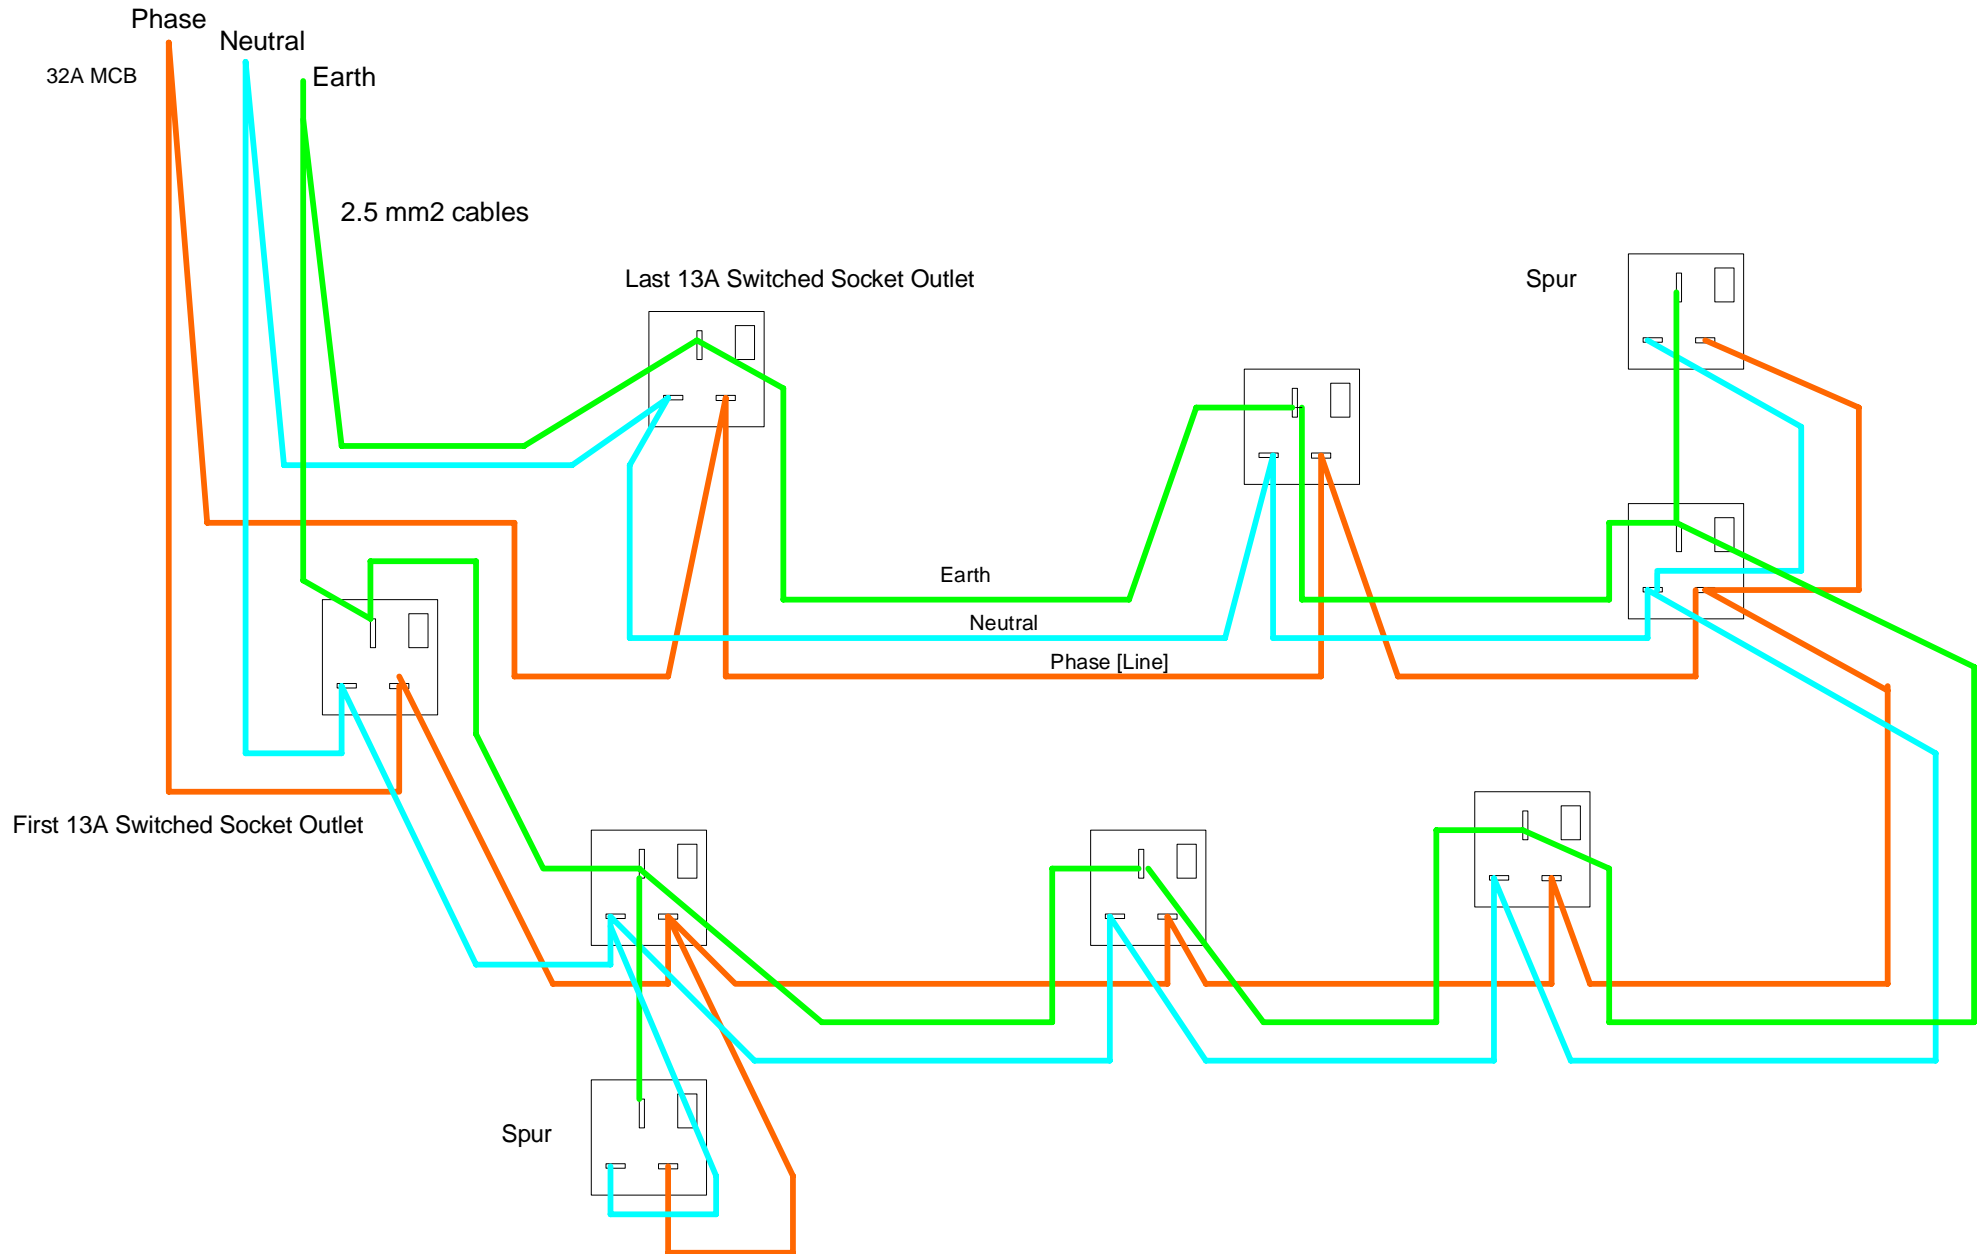 Phase
Neutral
32A MCB
Earth
2.5 mm2 cables
Last 13A Switched Socket Outlet
Spur
Earth
Neutral
Phase [Line]
First 13A Switched Socket Outlet
Spur